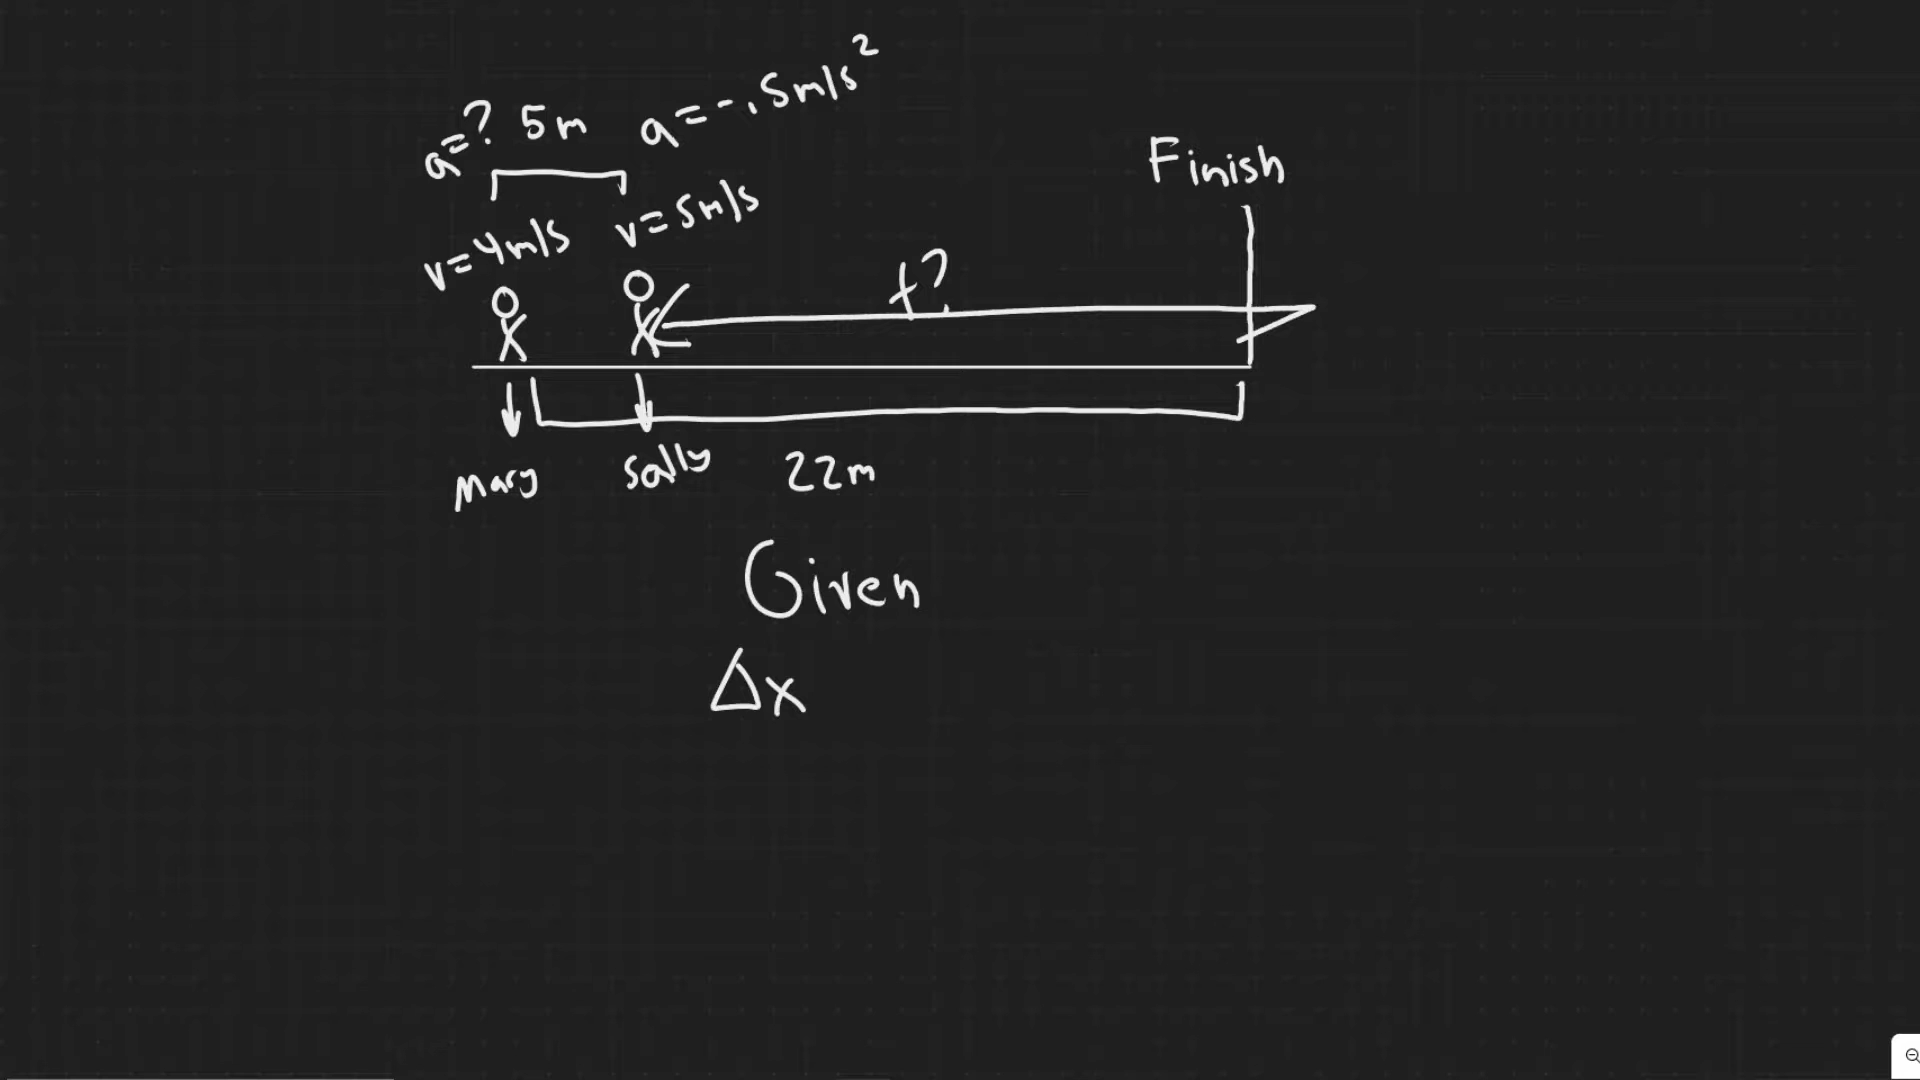 a=? 5m a=-.5m/s²
v=4m/s v=5m/s
Finish
t?
Mary Sally 22m
Given
Δx